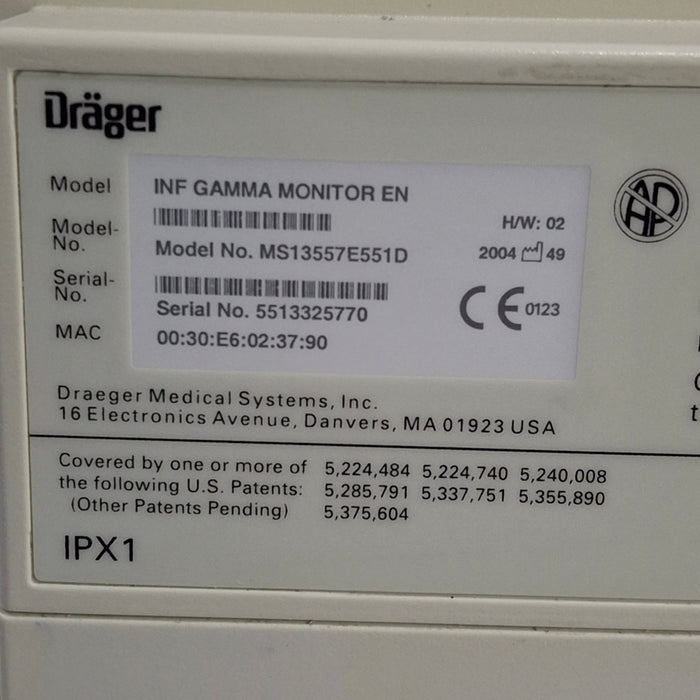 Dräger
Model INF GAMMA MONITOR EN
H/W: 02
Model-No. Model No. MS13557E551D
2004 49
Serial-No. Serial No. 5513325770
CE 0123
MAC 00:30:E6:02:37:90
Draeger Medical Systems, Inc.
16 Electronics Avenue, Danvers, MA 01923 USA
Covered by one or more of 5,224,484 5,224,740 5,240,008
the following U.S. Patents: 5,285,791 5,337,751 5,355,890
(Other Patents Pending) 5,375,604
IPX1